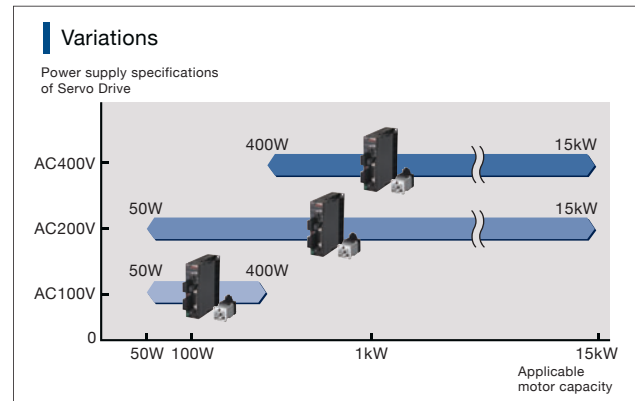 Variations
Power supply specifications
of Servo Drive
400W 15kW
AC400V
50W 15kW
AC200V
50W 400W
AC100V
0
50W 100W 1kW 15kW
Applicable
motor capacity